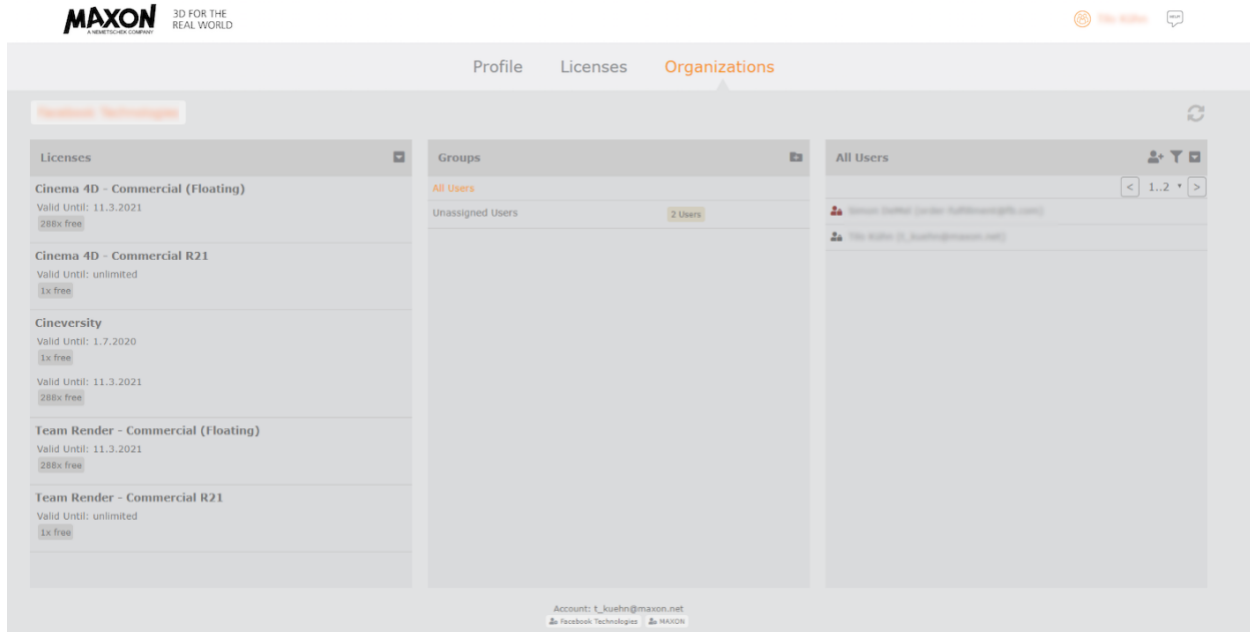 MAXON
A NEMETSCHEK COMPANY
3D FOR THE
REAL WORLD
Profile Licenses Organizations
Licenses
Cinema 4D - Commercial (Floating)
Valid Until: 11.3.2021
288x free
Cinema 4D - Commercial R21
Valid Until: unlimited
1x free
Cineversity
Valid Until: 1.7.2020
1x free
Valid Until: 11.3.2021
288x free
Team Render - Commercial (Floating)
Valid Until: 11.3.2021
288x free
Team Render - Commercial R21
Valid Until: unlimited
1x free
Groups
All Users
Unassigned Users 2 Users
All Users
< 1..2 >
Account: t_kuehn@maxon.net
Facebook Technologies MAXON